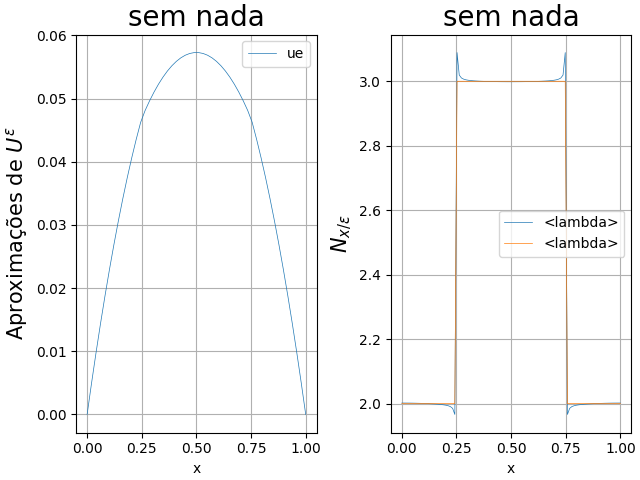 sem nada
Aproximações de U^ε
0.06
0.05
0.04
0.03
0.02
0.01
0.00
0.00 0.25 0.50 0.75 1.00
x
ue
sem nada
N_{x/ε}
3.0
2.8
2.6
2.4
2.2
2.0
0.00 0.25 0.50 0.75 1.00
x
<lambda>
<lambda>